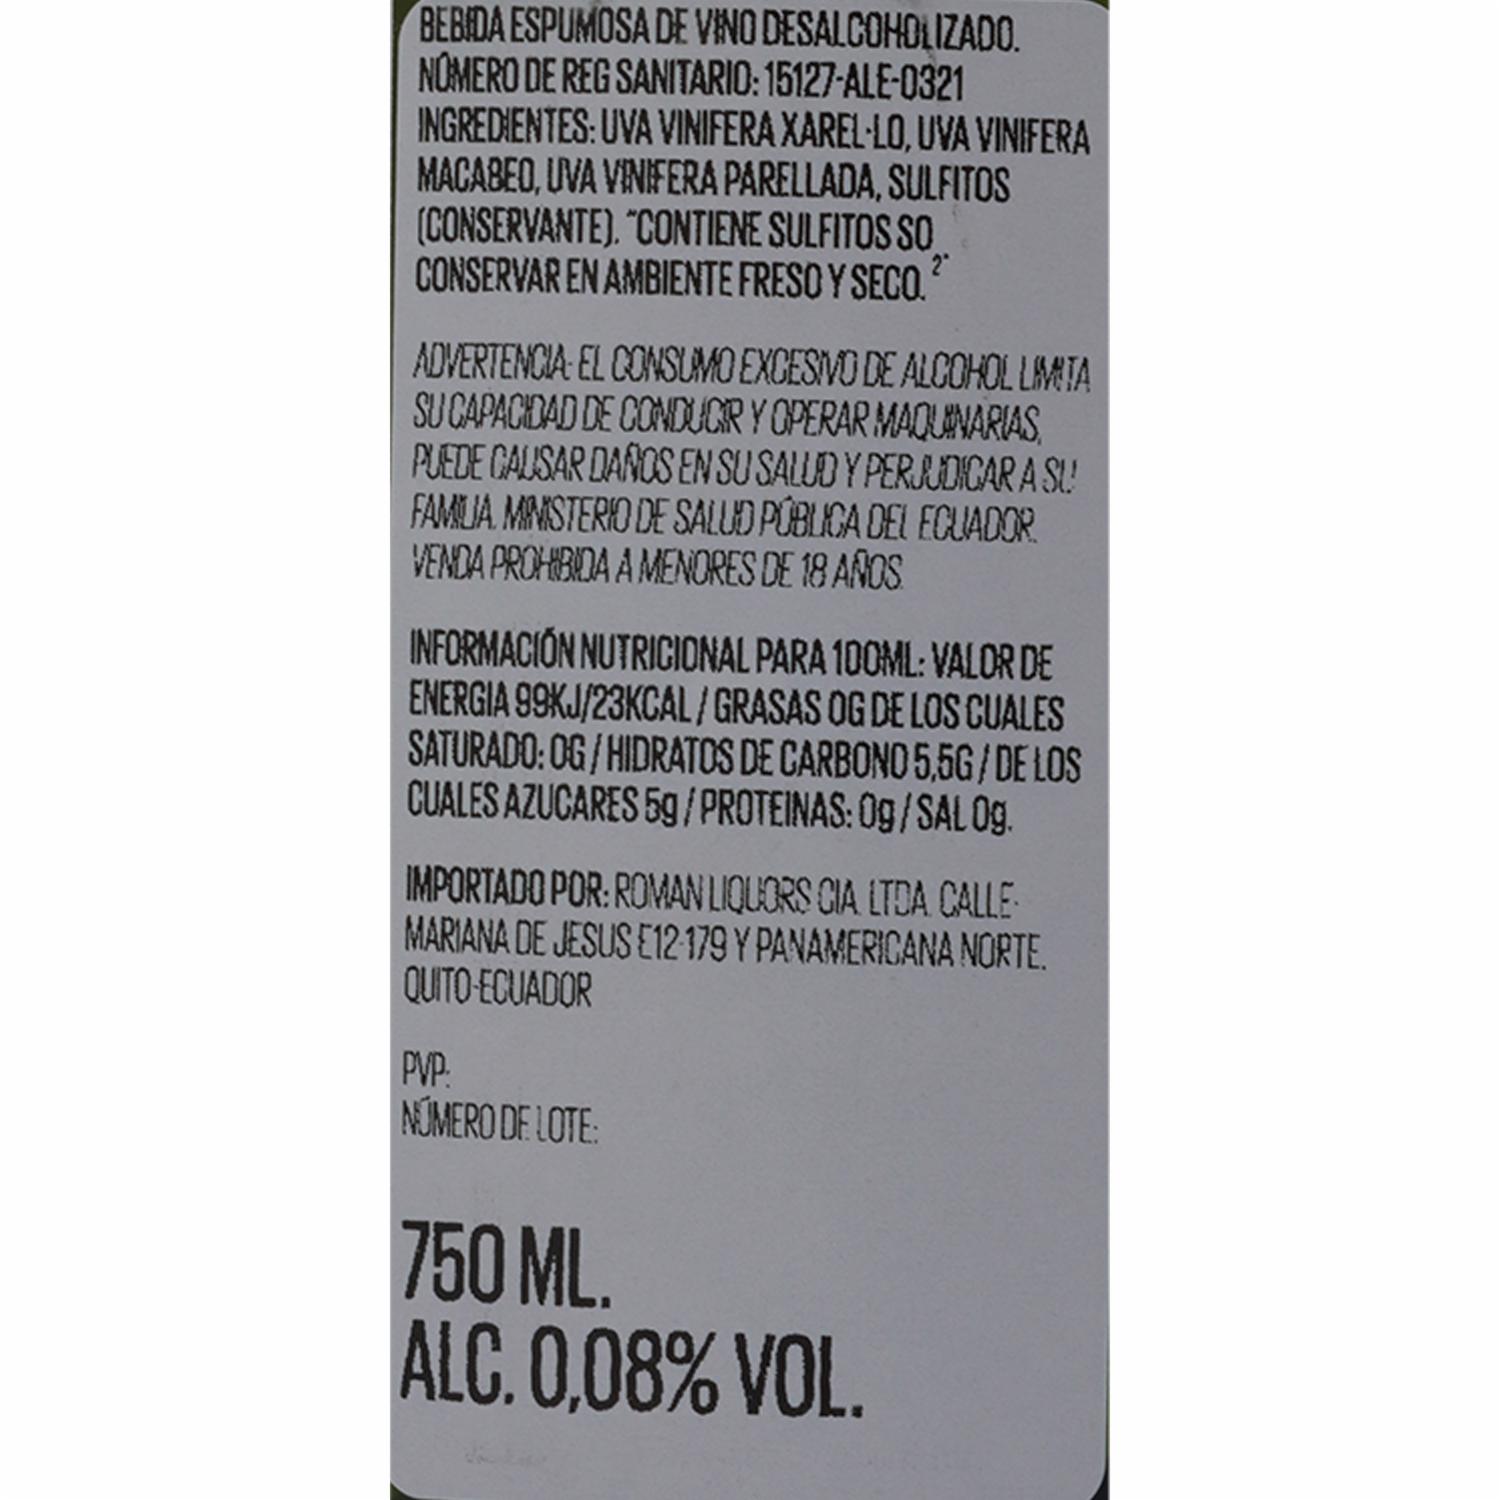 BEBIDA ESPUMOSA DE VINO DESALCOHOLIZADO.
NÚMERO DE REG SANITARIO: 15127-ALE-0321
INGREDIENTES: UVA VINIFERA XAREL·LO, UVA VINIFERA
MACABEO, UVA VINIFERA PARELLADA, SULFITOS
(CONSERVANTE). "CONTIENE SULFITOS SO
2"
CONSERVAR EN AMBIENTE FRESO Y SECO.
ADVERTENCIA: EL CONSUMO EXCESIVO DE ALCOHOL LIMITA
SU CAPACIDAD DE CONDUCIR Y OPERAR MAQUINARIAS,
PUEDE CAUSAR DAÑOS EN SU SALUD Y PERJUDICAR A SU
FAMILIA. MINISTERIO DE SALUD PÚBLICA DEL ECUADOR.
VENDA PROHIBIDA A MENORES DE 18 AÑOS.
INFORMACIÓN NUTRICIONAL PARA 100ML: VALOR DE
ENERGIA 99KJ/23KCAL / GRASAS 0G DE LOS CUALES
SATURADO: 0G / HIDRATOS DE CARBONO 5,5G / DE LOS
CUALES AZUCARES 5g / PROTEINAS: 0g / SAL 0g.
IMPORTADO POR: ROMAN LIQUORS CIA. LTDA. CALLE-
MARIANA DE JESUS E12-179 Y PANAMERICANA NORTE.
QUITO-ECUADOR
PVP:
NÚMERO DE LOTE:
750 ML.
ALC. 0,08% VOL.